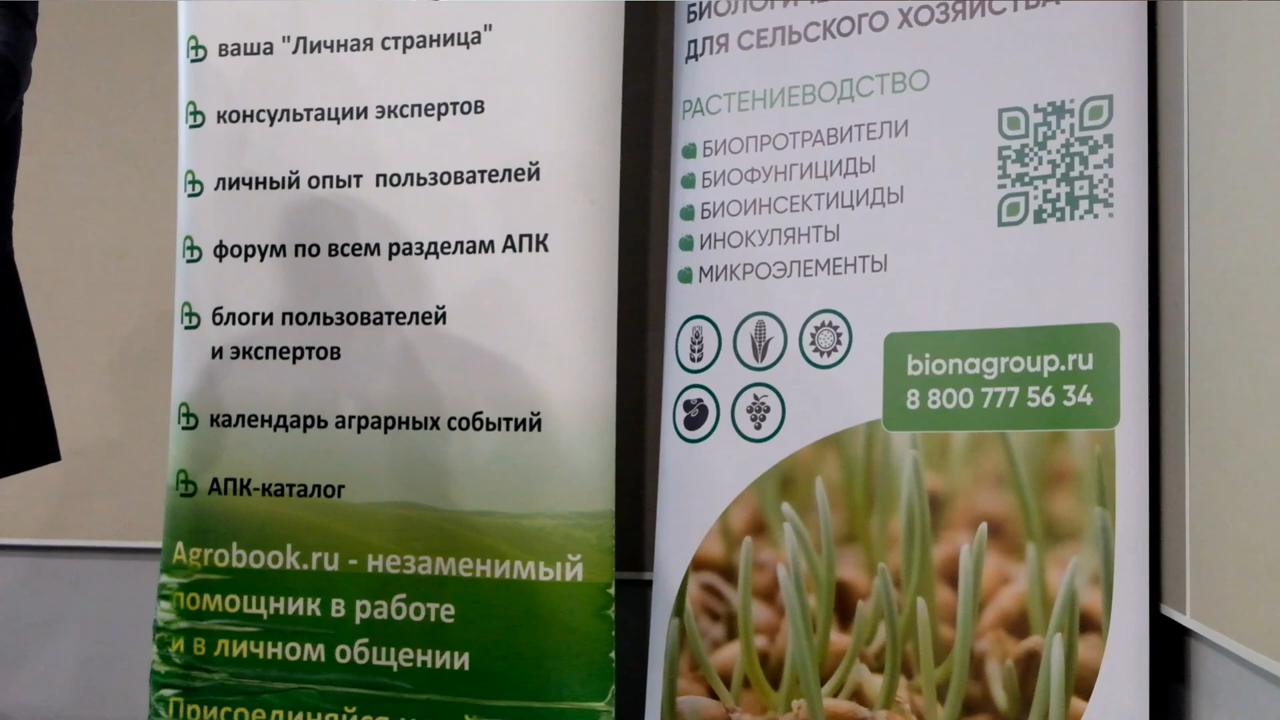 ваша "Личная страница"
консультации экспертов
личный опыт пользователей
форум по всем разделам АПК
блоги пользователей
и экспертов
календарь аграрных событий
АПК-каталог
Agrobook.ru - незаменимый
помощник в работе
и в личном общении
Присоединяйся
ДЛЯ СЕЛЬСКОГО ХОЗЯЙСТВА
РАСТЕНИЕВОДСТВО
БИОПРОТРАВИТЕЛИ
БИОФУНГИЦИДЫ
БИОИНСЕКТИЦИДЫ
ИНОКУЛЯНТЫ
МИКРОЭЛЕМЕНТЫ
bionagroup.ru
8 800 777 56 34